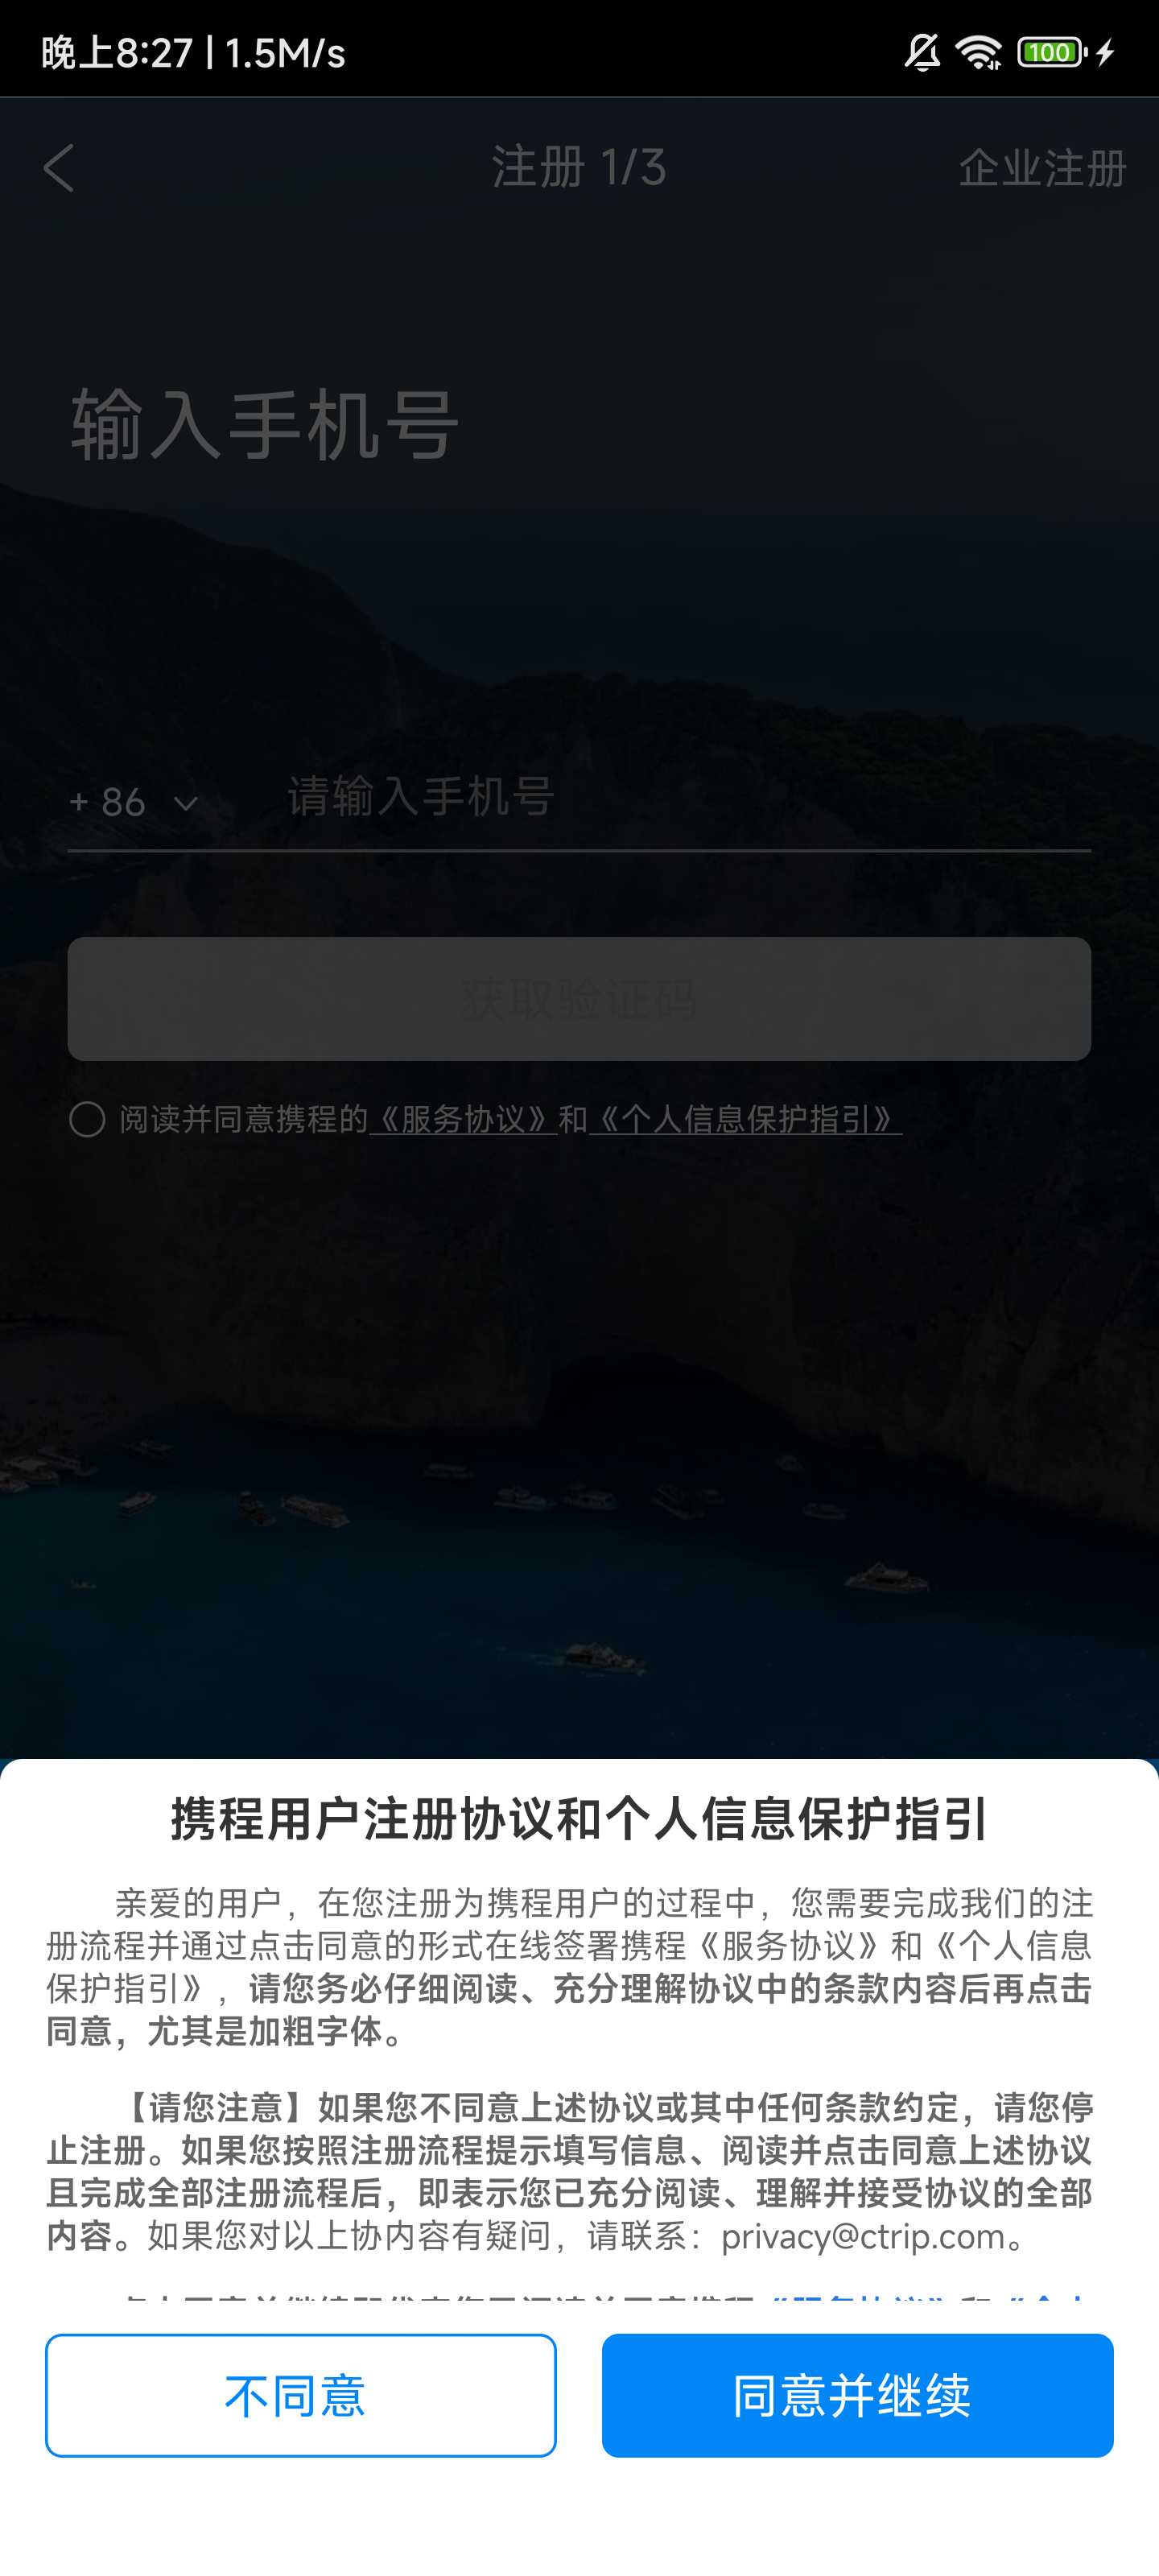 晚上8:27 | 1.5M/s
100
注册 1/3
企业注册
输入手机号
+ 86
请输入手机号
获取验证码
阅读并同意携程的《服务协议》和《个人信息保护指引》
携程用户注册协议和个人信息保护指引
亲爱的用户，在您注册为携程用户的过程中，您需要完成我们的注
册流程并通过点击同意的形式在线签署携程《服务协议》和《个人信息
保护指引》，请您务必仔细阅读、充分理解协议中的条款内容后再点击
同意，尤其是加粗字体。
【请您注意】如果您不同意上述协议或其中任何条款约定，请您停
止注册。如果您按照注册流程提示填写信息、阅读并点击同意上述协议
且完成全部注册流程后，即表示您已充分阅读、理解并接受协议的全部
内容。如果您对以上协内容有疑问，请联系：privacy@ctrip.com。
不同意
同意并继续